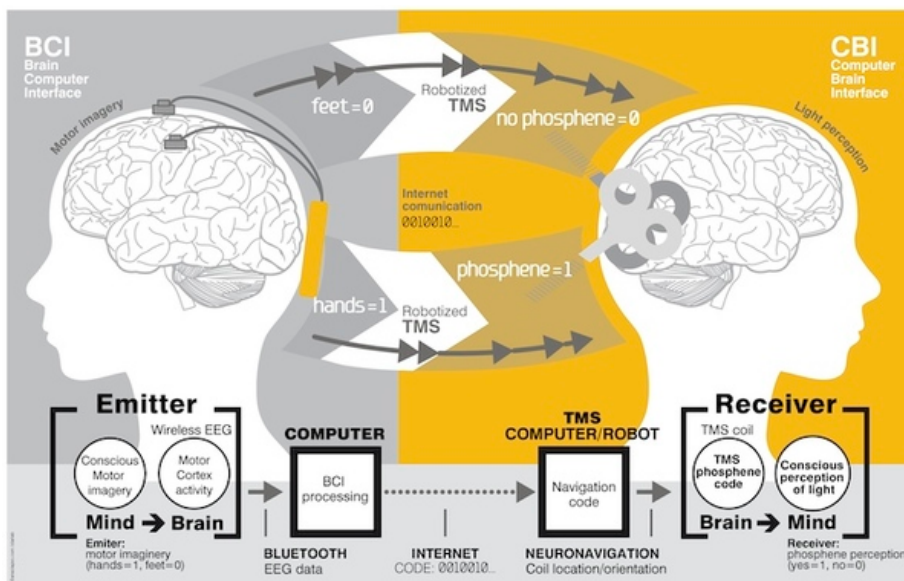 BCI
Brain
Computer
Interface
CBI
Computer
Brain
Interface
Motor imagery
Light perception
feet=0
Robotized
TMS
no phosphene=0
Internet
comunication
0010010...
phosphene=1
hands=1
Robotized
TMS
Emitter
Wireless EEG
Conscious
Motor
imagery
Motor
Cortex
activity
Mind → Brain
Emiter:
motor imaginery
(hands=1, feet=0)
COMPUTER
BCI
processing
BLUETOOTH
EEG data
INTERNET
CODE: 0010010...
TMS
COMPUTER/ROBOT
Navigation
code
NEURONAVIGATION
Coil location/orientation
Receiver
TMS coil
TMS
phosphene
code
Conscious
perception
of light
Brain → Mind
Receiver:
phosphene perception
(yes=1, no=0)